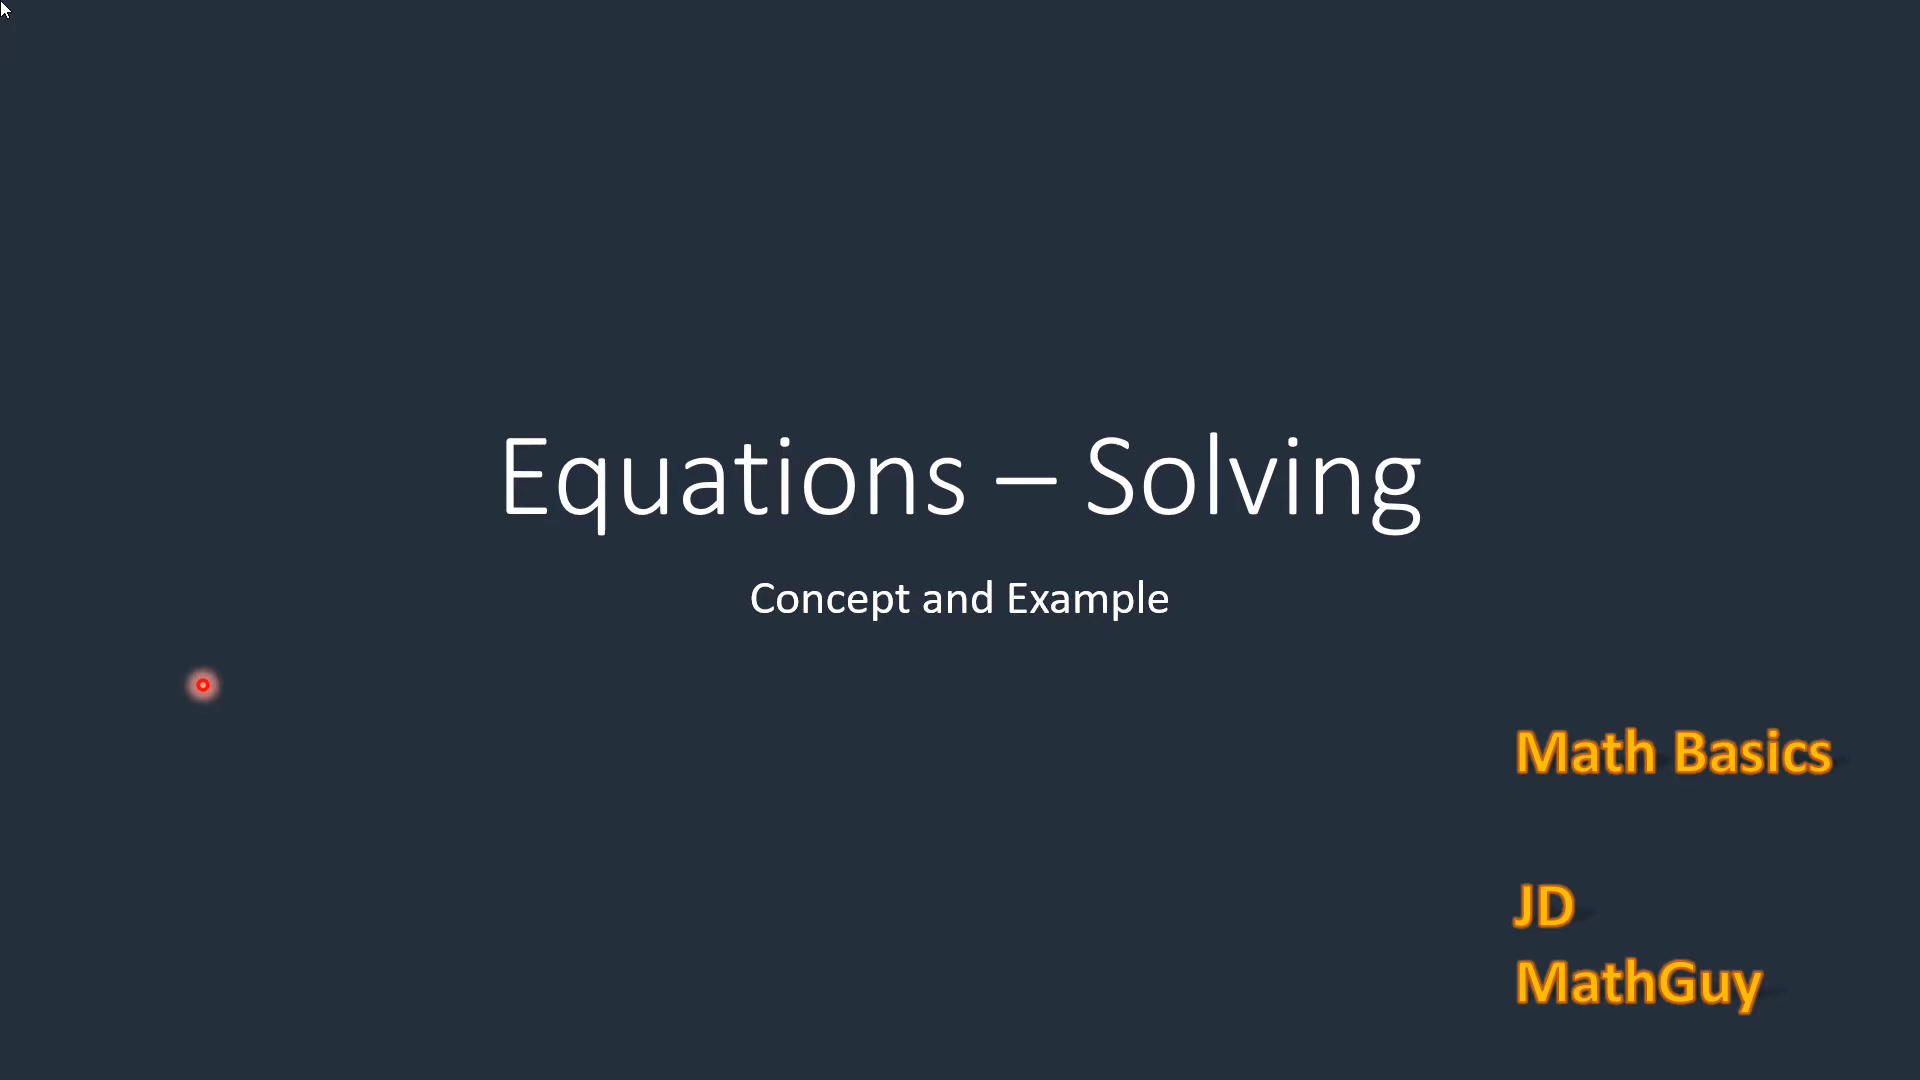 Equations – Solving
Concept and Example
Math Basics
JD
MathGuy